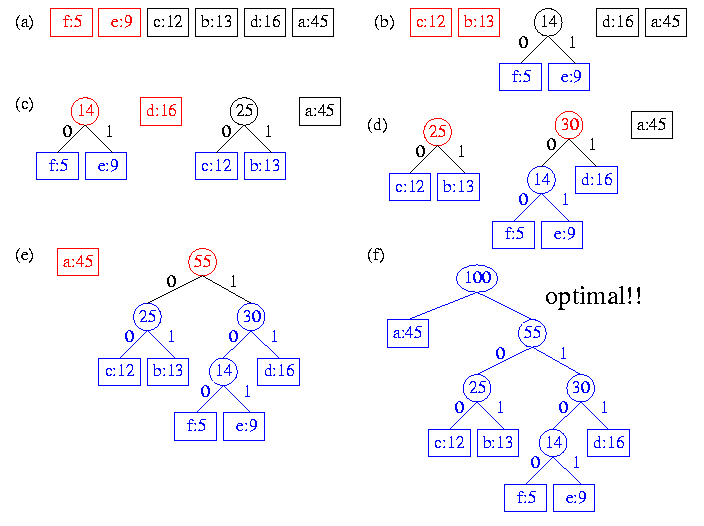 (a) f:5 e:9 c:12 b:13 d:16 a:45
(b) c:12 b:13 14 d:16 a:45
0 1
f:5 e:9
(c) 14 d:16 25 a:45
0 1 0 1
f:5 e:9 c:12 b:13
(d) 25 30 a:45
0 1 0 1
c:12 b:13 14 d:16
0 1
f:5 e:9
(e) a:45 55
0 1
25 30
0 1 0 1
c:12 b:13 14 d:16
0 1
f:5 e:9
(f) 100
optimal!!
a:45 55
0 1
25 30
0 1 0 1
c:12 b:13 14 d:16
0 1
f:5 e:9